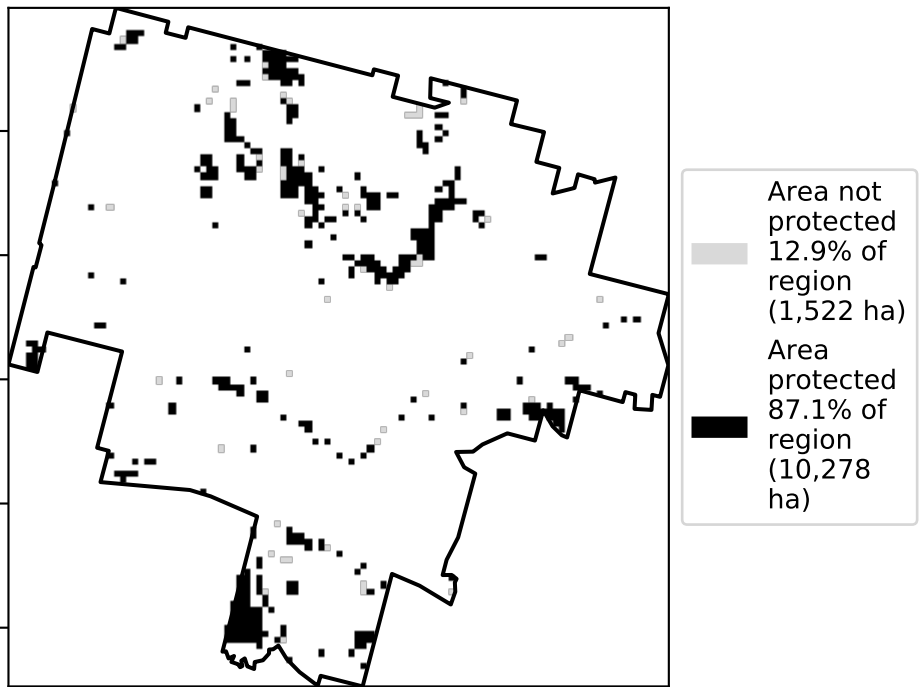 Area not
protected
12.9% of
region
(1,522 ha)
Area
protected
87.1% of
region
(10,278
ha)